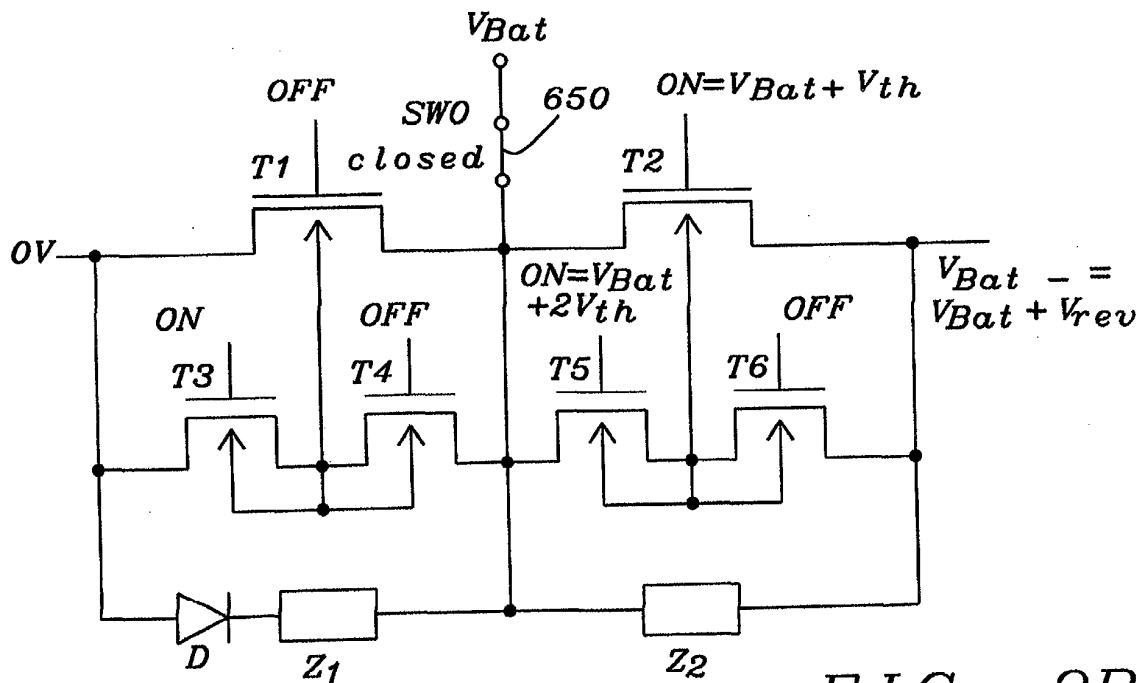 VBat
OFF
SWO
650
closed
T1
ON=VBat+ Vth
T2
OV
ON=VBat
+2Vth
VBat - =
VBat + Vrev
ON
OFF
OFF
T3
T4
T5
T6
D
Z1
Z2